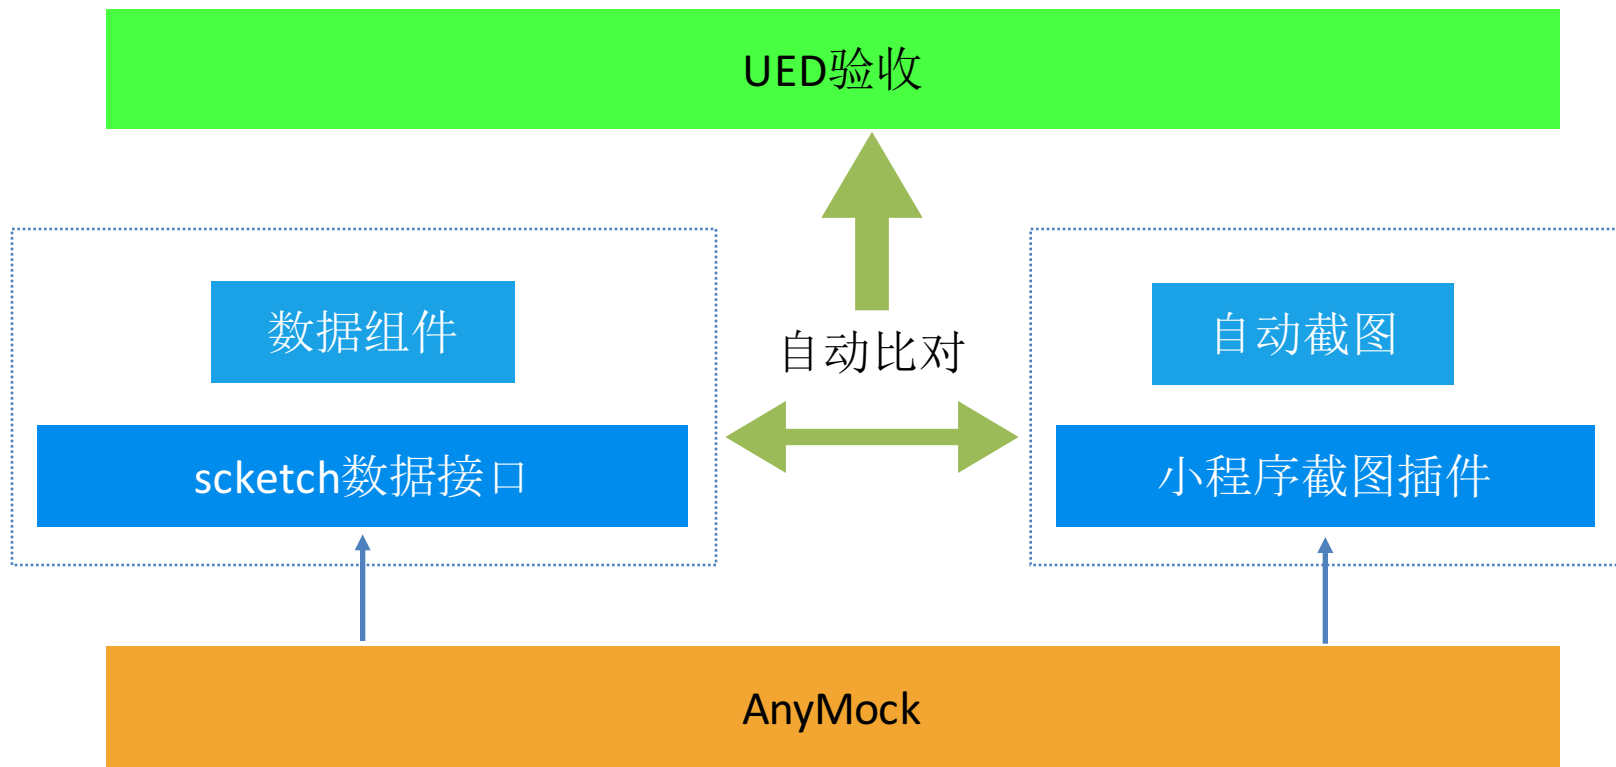 UED验收
数据组件
自动截图
自动比对
scketch数据接口
小程序截图插件
AnyMock